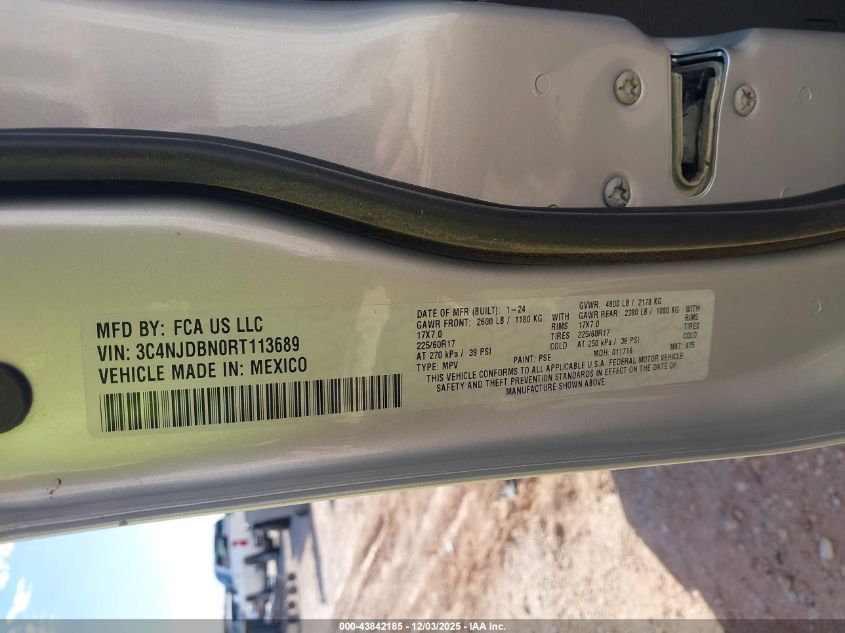 MFD BY: FCA US LLC
VIN: 3C4NJDBN0RT113689
VEHICLE MADE IN: MEXICO
DATE OF MFR (BUILT): 1-24 GVWR: 4800 LB / 2178 KG
GAWR FRONT: 2600 LB / 1180 KG WITH GAWR REAR: 2380 LB / 1080 KG WITH
17X7.0 RIMS 17X7.0 RIMS
225/60R17 TIRES 225/60R17 TIRES
AT 270 kPa / 39 PSI COLD AT 250 kPa / 36 PSI COLD
TYPE: MPV PAINT: PSE MDH: 011716 MKT: 875
THIS VEHICLE CONFORMS TO ALL APPLICABLE U.S.A. FEDERAL MOTOR VEHICLE
SAFETY AND THEFT PREVENTION STANDARDS IN EFFECT ON THE DATE OF
MANUFACTURE SHOWN ABOVE.
000-43842185 - 12/03/2025 - IAA Inc.